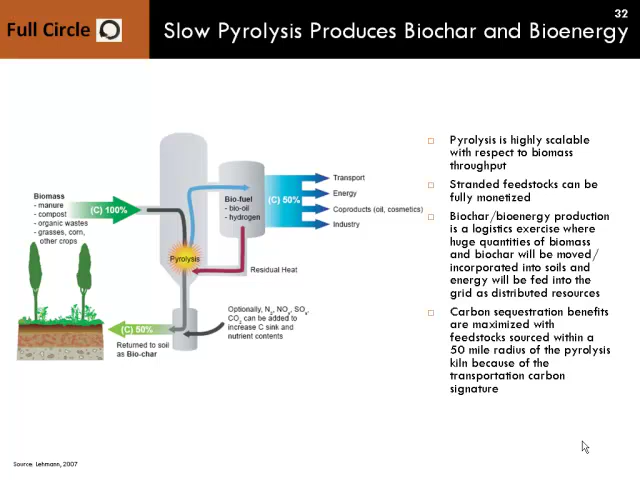 32
Full Circle
Slow Pyrolysis Produces Biochar and Bioenergy
Biomass
- manure
- compost
- organic wastes
- grasses, corn,
other crops
(C) 100%
Pyrolysis
Bio-fuel
- bio-oil
- hydrogen
(C) 50%
Transport
Energy
Coproducts (oil, cosmetics)
Industry
Residual Heat
(C) 50%
Returned to soil
as Bio-char
Optionally, N₂, NOₓ, SOₓ,
CO₂ can be added to
increase C sink and
nutrient contents
Pyrolysis is highly scalable
with respect to biomass
throughput
Stranded feedstocks can be
fully monetized
Biochar/bioenergy production
is a logistics exercise where
huge quantities of biomass
and biochar will be moved/
incorporated into soils and
energy will be fed into the
grid as distributed resources
Carbon sequestration benefits
are maximized with
feedstocks sourced within a
50 mile radius of the pyrolysis
kiln because of the
transportation carbon
signature
Source: Lehmann, 2007